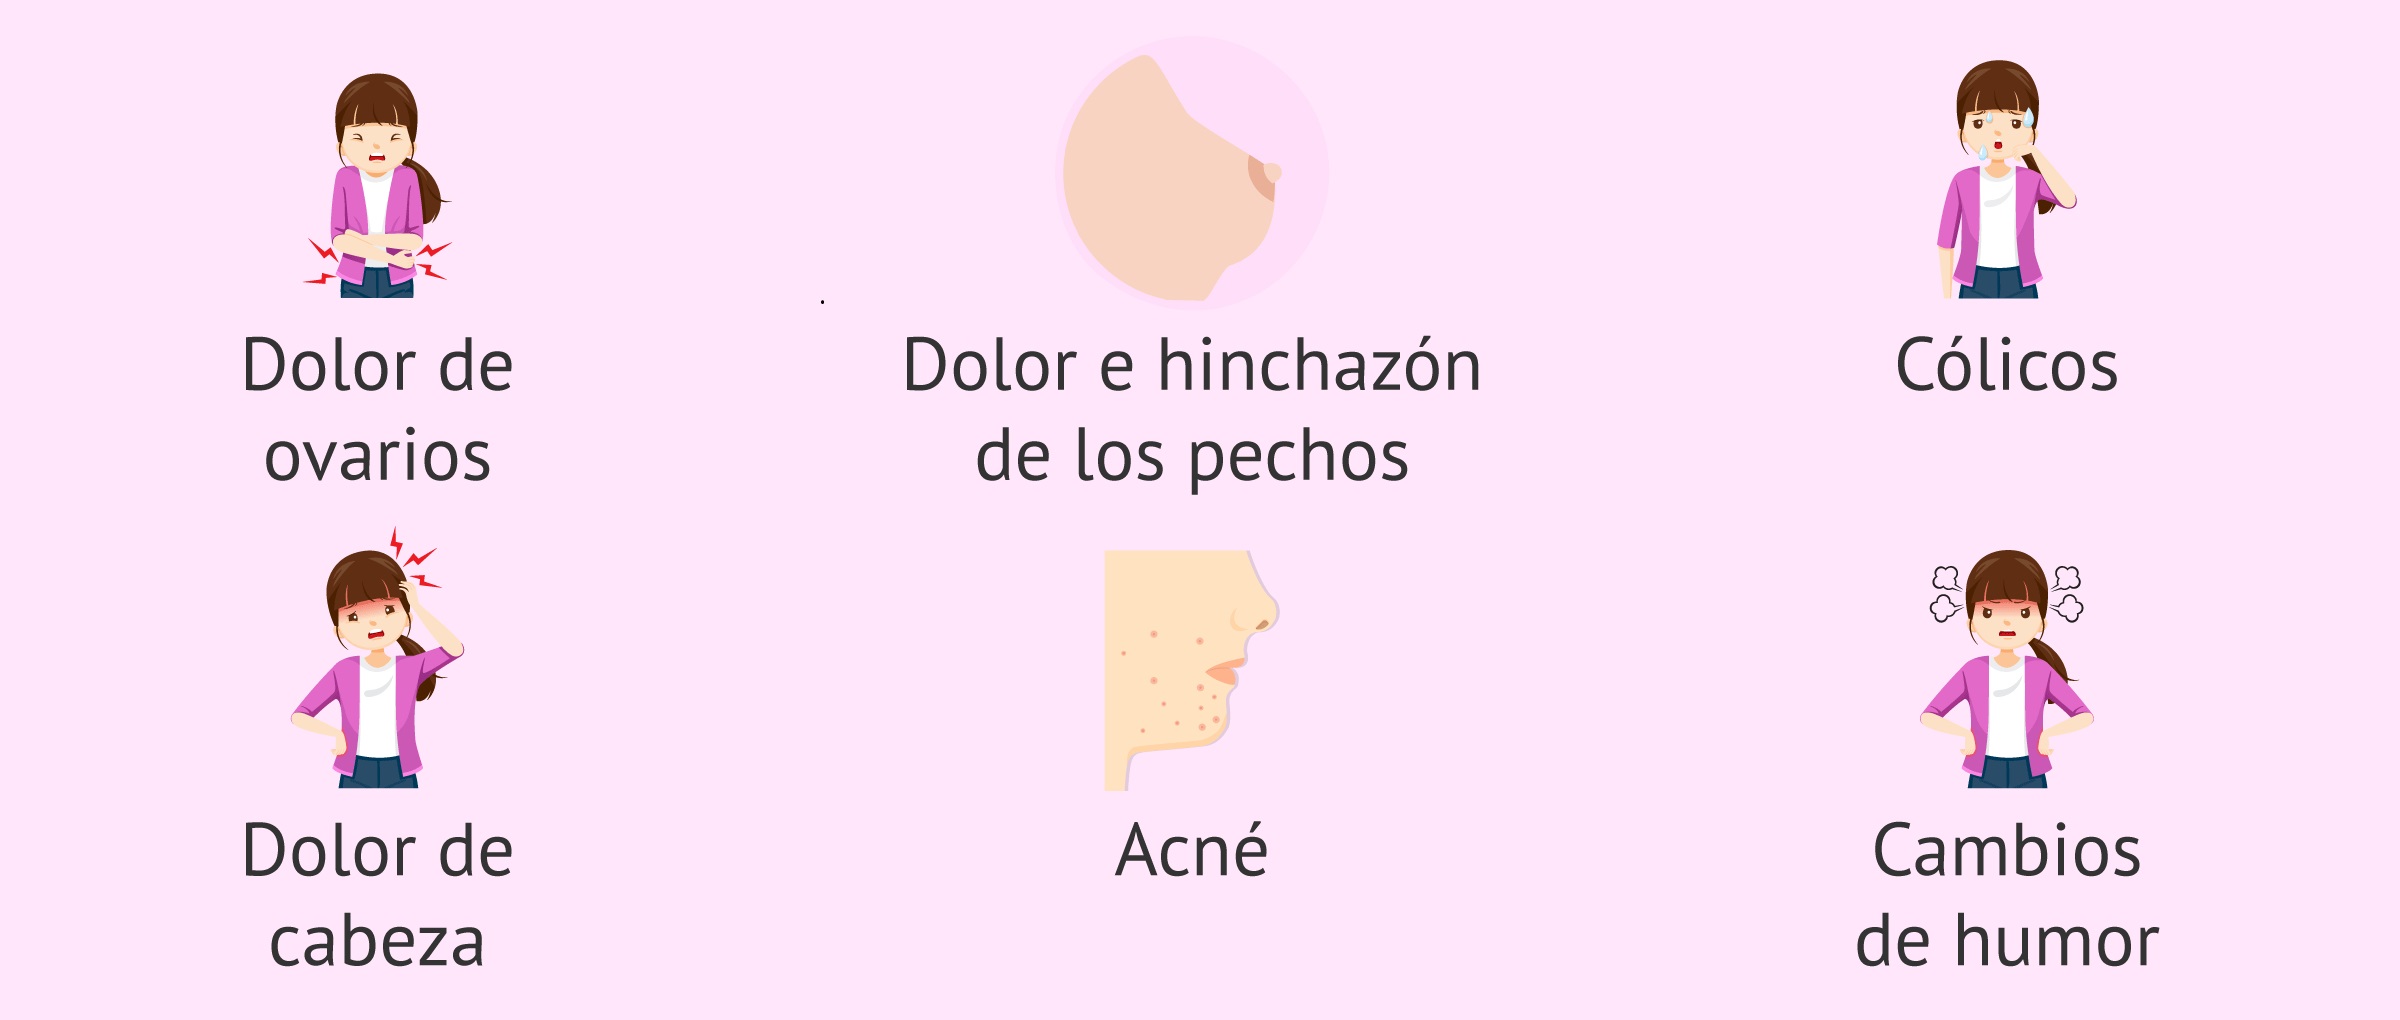 Dolor de
ovarios
Dolor e hinchazón
de los pechos
Cólicos
Dolor de
cabeza
Acné
Cambios
de humor